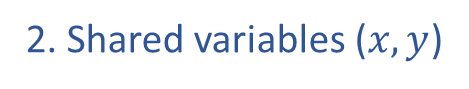 2. Shared variables (x, y)